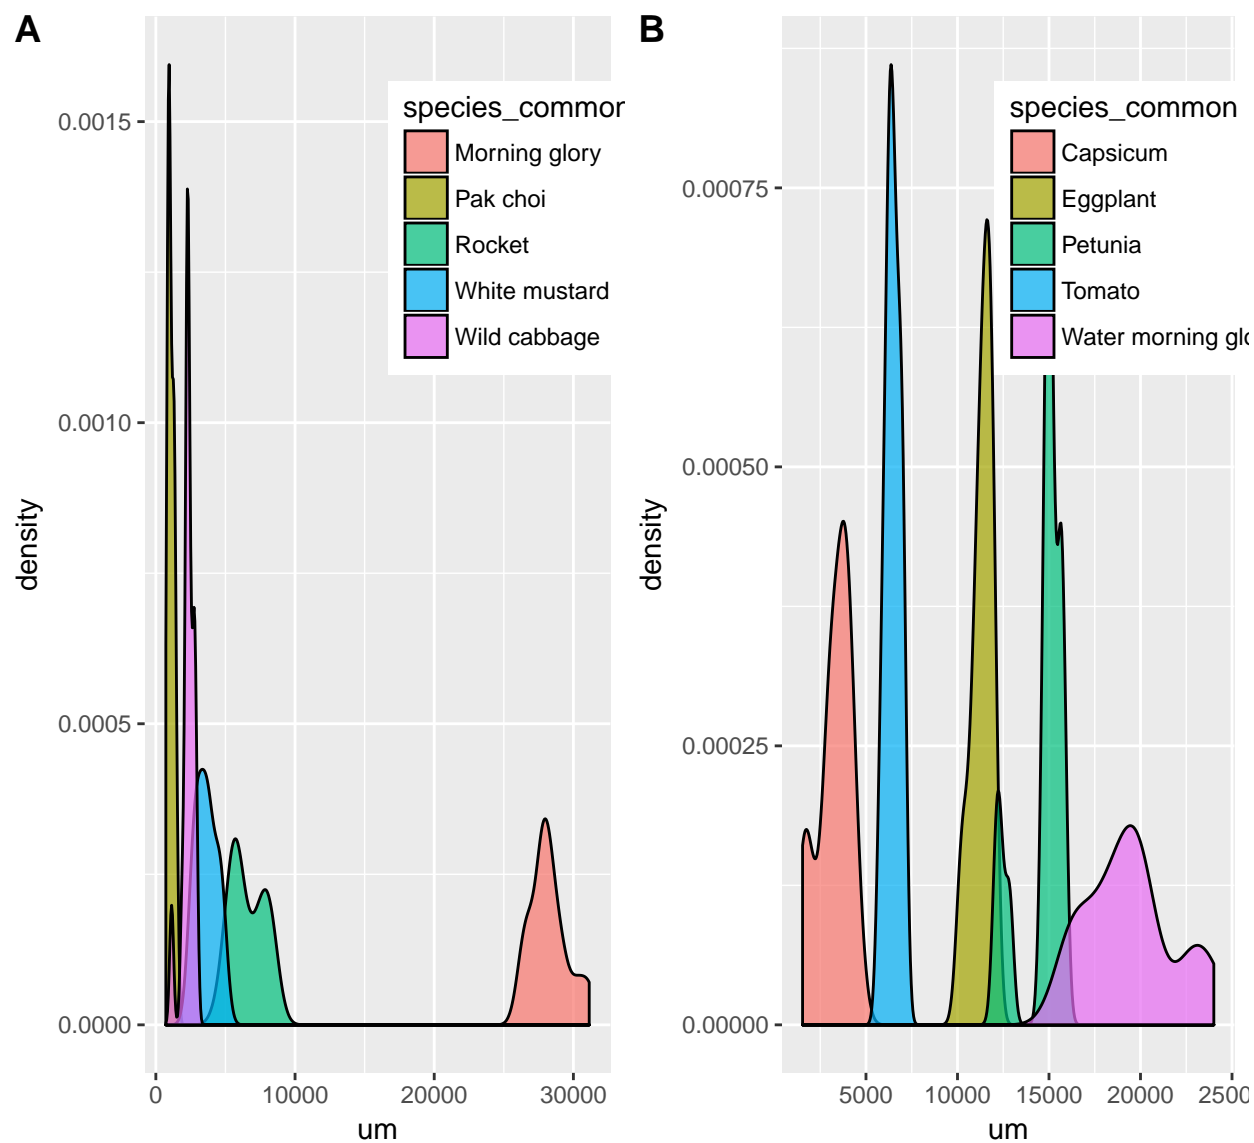 A
species_common
Morning glory
Pak choi
Rocket
White mustard
Wild cabbage
0.0015
0.0010
0.0005
0.0000
density
0
10000
20000
30000
um
B
species_common
Capsicum
Eggplant
Petunia
Tomato
Water morning glo
0.00075
0.00050
0.00025
0.00000
density
5000
10000
15000
20000
2500
um